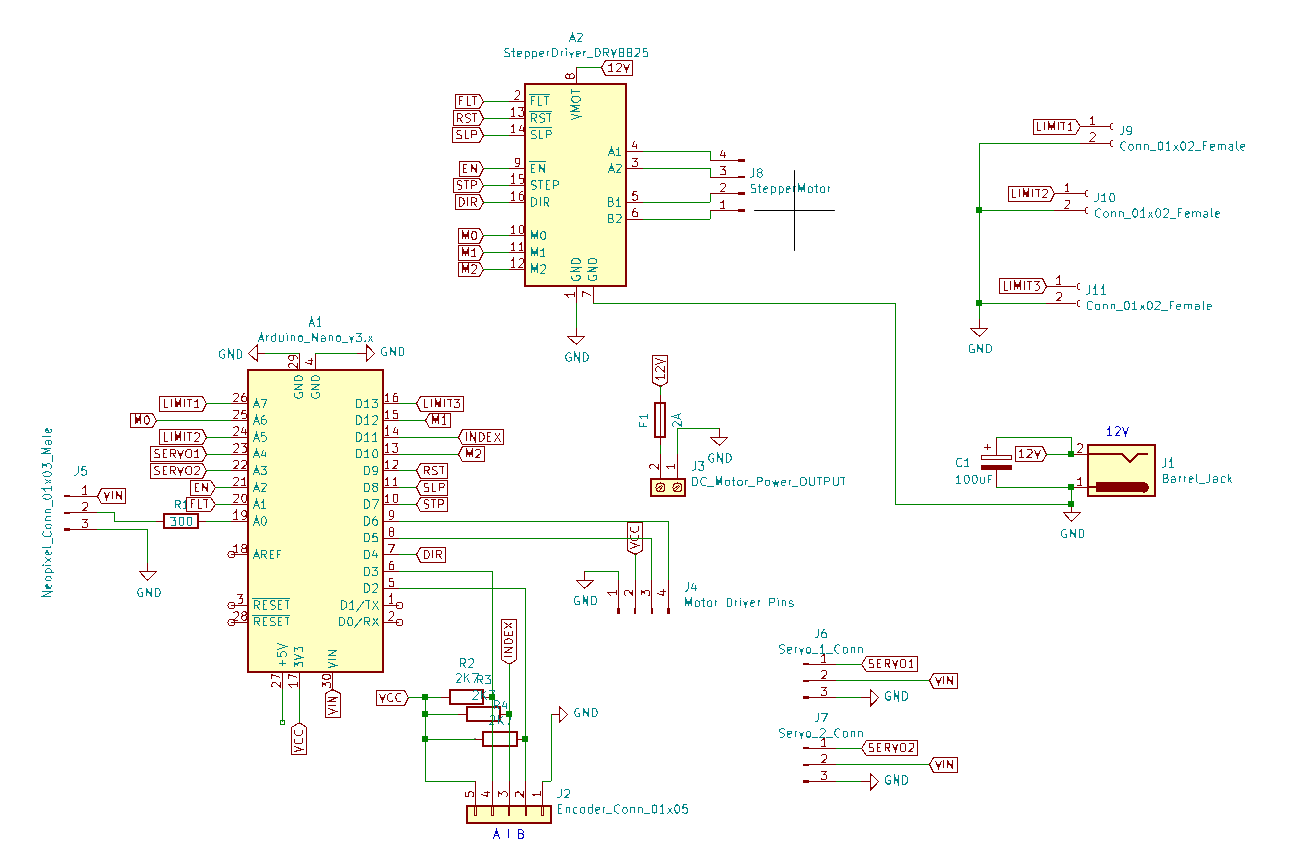 A2
StepperDriver_DRV8825
12V
8
VMOT
FLT 2 FLT
RST 13 RST
SLP 14 SLP
EN 9 EN
STP 15 STEP
DIR 16 DIR
M0 10 M0
M1 11 M1
M2 12 M2
A1 4
A2 3
B1 5
B2 6
GND GND
1 7
GND
4
3
2
1
J8
StepperMotor
LIMIT1 1
2
J9
Conn_01x02_Female
LIMIT2 1
2
J10
Conn_01x02_Female
LIMIT3 1
2
J11
Conn_01x02_Female
GND
A1
Arduino_Nano_v3.x
GND 29 4 GND
GND GND
LIMIT1 26 A7
M0 25 A6
LIMIT2 24 A5
SERVO1 23 A4
SERVO2 22 A3
EN 21 A2
FLT 20 A1
19 A0
18 AREF
3 RESET
28 RESET
D13 16 LIMIT3
D12 15 M1
D11 14 INDEX
D10 13 M2
D9 12 RST
D8 11 SLP
D7 10 STP
D6 9
D5 8
D4 7 DIR
D3 6
D2 5
D1/TX 1
D0/RX 2
+5V 3V3 VIN
27 17 30
VCC VIN
Neopixel_Conn_01x03_Male
J5
1 VIN
2
3
R1
300
GND
12V
F1 2A
GND
2 1
J3
DC_Motor_Power_OUTPUT
VCC
GND
1 2 3 4
J4
Motor Driver Pins
12V
12V 2
1
J1
Barrel_Jack
+
C1
100uF
GND
INDEX
R2
2K7
R3
2K7
R4
2K7
VCC
GND
5 4 3 2 1
J2
Encoder_Conn_01x05
A I B
J6
Servo_1_Conn
1 SERVO1
2 VIN
3 GND
J7
Servo_2_Conn
1 SERVO2
2 VIN
3 GND